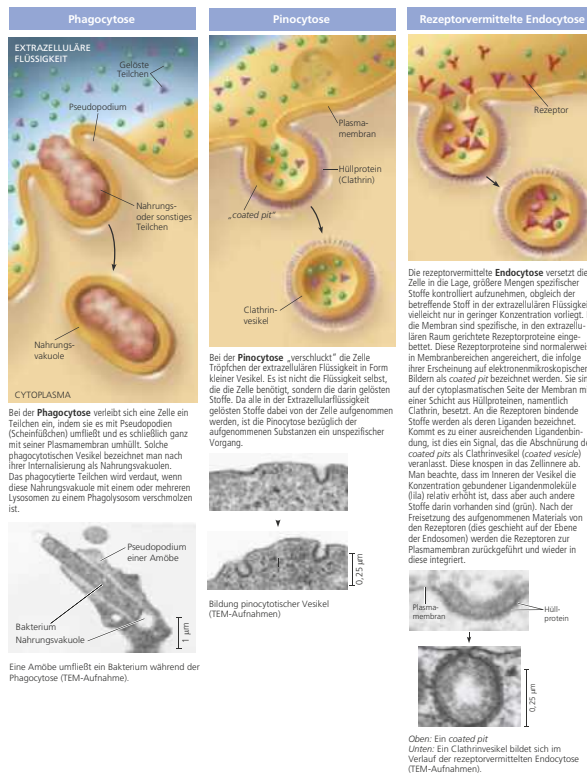 Phagocytose
EXTRAZELLULÄRE
FLÜSSIGKEIT
Gelöste
Teilchen
Pseudopodium
Nahrungs-
oder sonstiges
Teilchen
Nahrungs-
vakuole
CYTOPLASMA
Bei der Phagocytose verleibt sich eine Zelle ein
Teilchen ein, indem sie es mit Pseudopodien
(Scheinfüßchen) umfließt und es schließlich ganz
mit seiner Plasmamembran umhüllt. Solche
phagocytotischen Vesikel bezeichnet man nach
ihrer Internalisierung als Nahrungsvakuolen.
Das phagocytierte Teilchen wird verdaut, wenn
diese Nahrungsvakuole mit einem oder mehreren
Lysosomen zu einem Phagolysosom verschmolzen
ist.
Pseudopodium
einer Amöbe
Bakterium
Nahrungsvakuole
1 µm
Eine Amöbe umfließt ein Bakterium während der
Phagocytose (TEM-Aufnahme).
Pinocytose
Plasma-
membran
Hüllprotein
(Clathrin)
„coated pit“
Clathrin-
vesikel
Bei der Pinocytose „verschluckt“ die Zelle
Tröpfchen der extrazellulären Flüssigkeit in Form
kleiner Vesikel. Es ist nicht die Flüssigkeit selbst,
die die Zelle benötigt, sondern die darin gelösten
Stoffe. Da alle in der Extrazellularflüssigkeit
gelösten Stoffe dabei von der Zelle aufgenommen
werden, ist die Pinocytose bezüglich der
aufgenommenen Substanzen ein unspezifischer
Vorgang.
0,25 µm
Bildung pinocytotischer Vesikel
(TEM-Aufnahmen)
Rezeptorvermittelte Endocytose
Rezeptor
Die rezeptorvermittelte Endocytose versetzt die
Zelle in die Lage, größere Mengen spezifischer
Stoffe kontrolliert aufzunehmen, obgleich der
betreffende Stoff in der extrazellulären
vielleicht nur in geringer Konzentration vorliegt.
die Membran sind spezifische, in den extrazellu-
lären Raum gerichtete Rezeptorproteine einge-
bettet. Diese Rezeptorproteine sind
in Membranbereichen angereichert, die infolge
ihrer Erscheinung auf elektronenmikroskopischen
Bildern als coated pit bezeichnet werden. Sie
auf der cytoplasmatischen Seite der Membran
einer Schicht aus Hüllproteinen, namentlich
Clathrin, besetzt. An die Rezeptoren bindende
Stoffe werden als deren Liganden bezeichnet.
Kommt es zu einer ausreichenden Ligandenbin-
dung, ist dies ein Signal, das die Abschnürung
coated pits als Clathrinvesikel (coated vesicle)
veranlasst. Diese knospen in das Zellinnere ab.
Man beachte, dass im Inneren der Vesikel die
Konzentration gebundener Ligandenmoleküle
(lila) relativ erhöht ist, dass aber auch andere
Stoffe darin vorhanden sind (grün). Nach der
Freisetzung des aufgenommenen Materials von
den Rezeptoren (dies geschieht auf der Ebene
der Endosomen) werden die Rezeptoren zur
Plasmamembran zurückgeführt und wieder in
diese integriert.
Plasma-
membran
Hüll-
protein
0,25 µm
Oben: Ein coated pit
Unten: Ein Clathrinvesikel bildet sich im
Verlauf der rezeptorvermittelten Endocytose
(TEM-Aufnahmen).